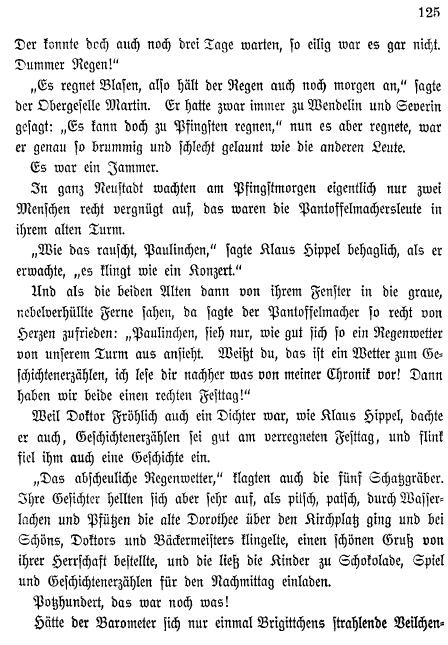 125
Der konnte doch auch noch drei Tage warten, so eilig war es gar nicht.
Dummer Regen!“
„Es regnet Blasen, also hält der Regen auch noch morgen an,“ sagte
der Obergeselle Martin. Er hatte zwar immer zu Wendelin und Severin
gesagt: „Es kann doch zu Pfingsten regnen,“ nun es aber regnete, war
er genau so brummig und schlecht gelaunt wie die anderen Leute.
Es war ein Jammer.
In ganz Neustadt wachten am Pfingstmorgen eigentlich nur zwei
Menschen recht vergnügt auf, das waren die Pantoffelmachersleute in
ihrem alten Turm.
„Wie das rauscht, Paulinchen,“ sagte Klaus Hippel behaglich, als er
erwachte, „es klingt wie ein Konzert.“
Und als die beiden Alten dann von ihrem Fenster in die graue,
nebelverhüllte Ferne sahen, da sagte der Pantoffelmacher so recht von
Herzen zufrieden: „Paulinchen, sieh nur, wie gut sich so ein Regenwetter
von unserem Turm aus ansieht. Weißt du, das ist ein Wetter zum Ge-
schichtenerzählen, ich lese dir nachher was von meiner Chronik vor! Dann
haben wir beide einen rechten Festtag!“
Weil Doktor Fröhlich auch ein Dichter war, wie Klaus Hippel, dachte
er auch, Geschichtenerzählen sei gut am verregneten Festtag, und flink
fiel ihm auch eine Geschichte ein.
„Das abscheuliche Regenwetter,“ klagten auch die fünf Schatzgräber.
Ihre Gesichter hellten sich aber sehr auf, als pitsch, patsch, durch Wasser-
lachen und Pfützen die alte Dorothee über den Kirchplatz ging und bei
Schöns, Doktors und Bäckermeisters klingelte, einen schönen Gruß von
ihrer Herrschaft bestellte, und die ließ die Kinder zu Schokolade, Spiel
und Geschichtenerzählen für den Nachmittag einladen.
Potzhundert, das war noch was!
Hätte der Barometer sich nur einmal Brigittchens strahlende Veilchen-